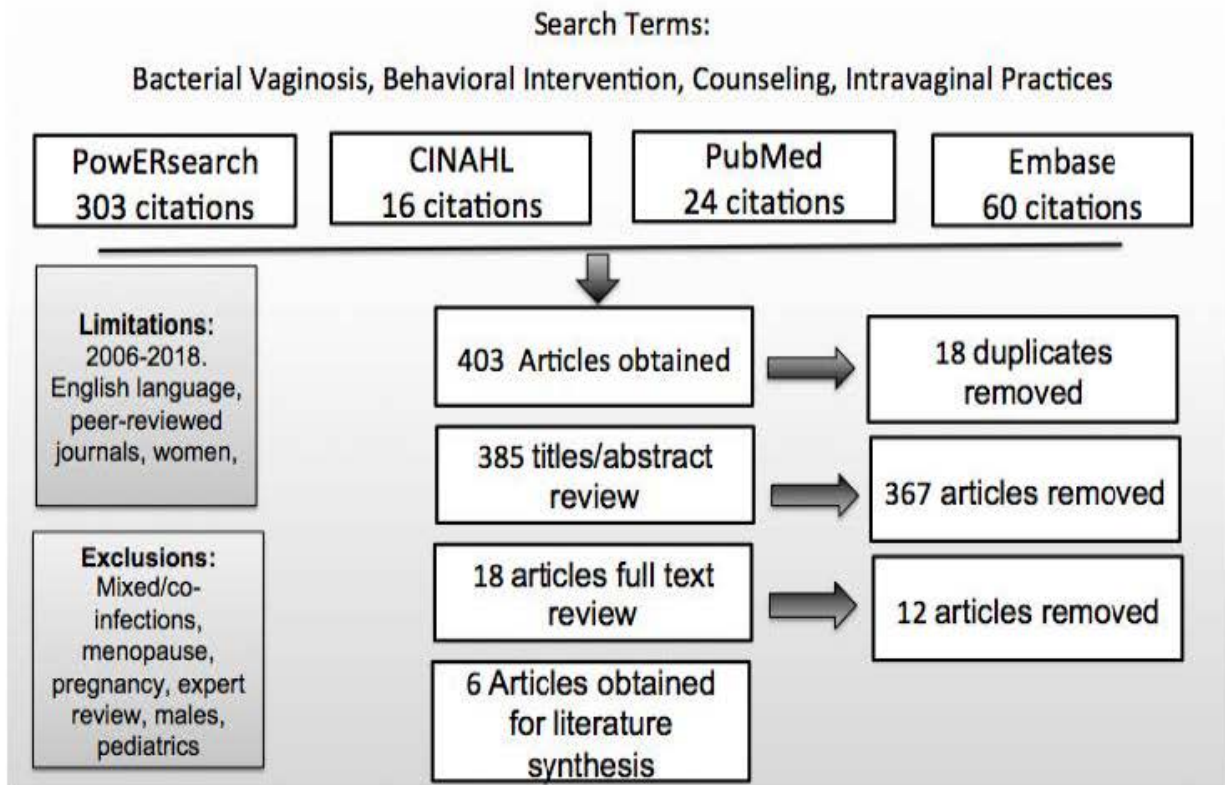 Search Terms:
Bacterial Vaginosis, Behavioral Intervention, Counseling, Intravaginal Practices
PowERsearch
303 citations
CINAHL
16 citations
PubMed
24 citations
Embase
60 citations
Limitations:
2006-2018.
English language,
peer-reviewed
journals, women,
403 Articles obtained
18 duplicates
removed
385 titles/abstract
review
367 articles removed
Exclusions:
Mixed/co-
infections,
menopause,
pregnancy, expert
review, males,
pediatrics
18 articles full text
review
12 articles removed
6 Articles obtained
for literature
synthesis